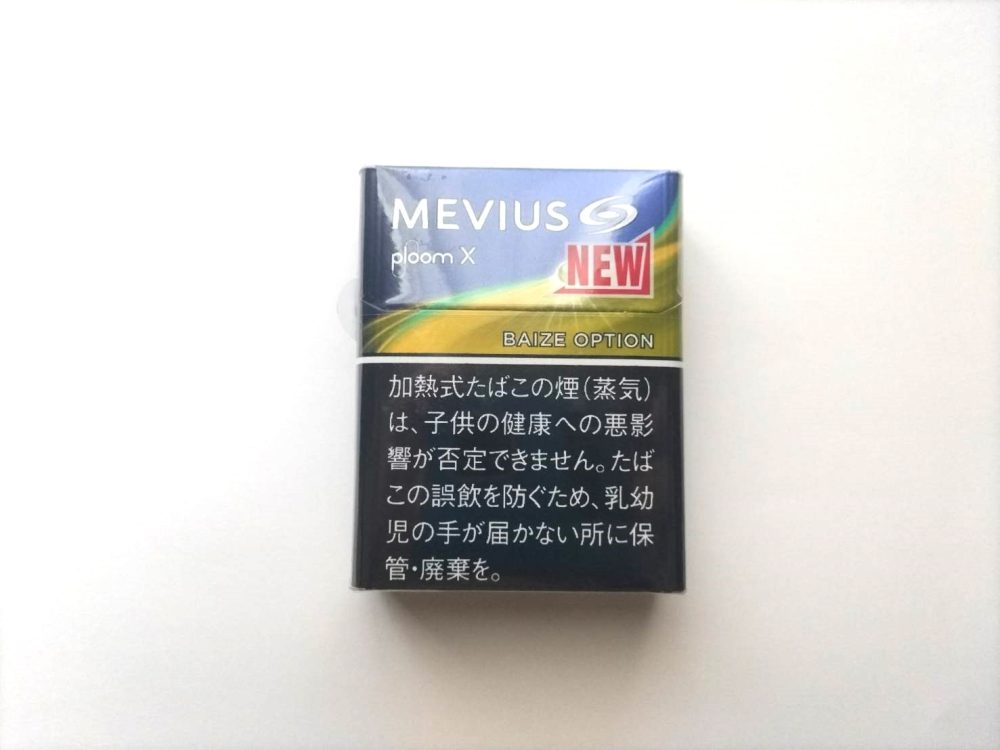 MEVIUS
ploom X
NEW
BAIZE OPTION
加熱式たばこの煙（蒸気）
は、子供の健康への悪影
響が否定できません。たば
この誤飲を防ぐため、乳幼
児の手が届かない所に保
管・廃棄を。